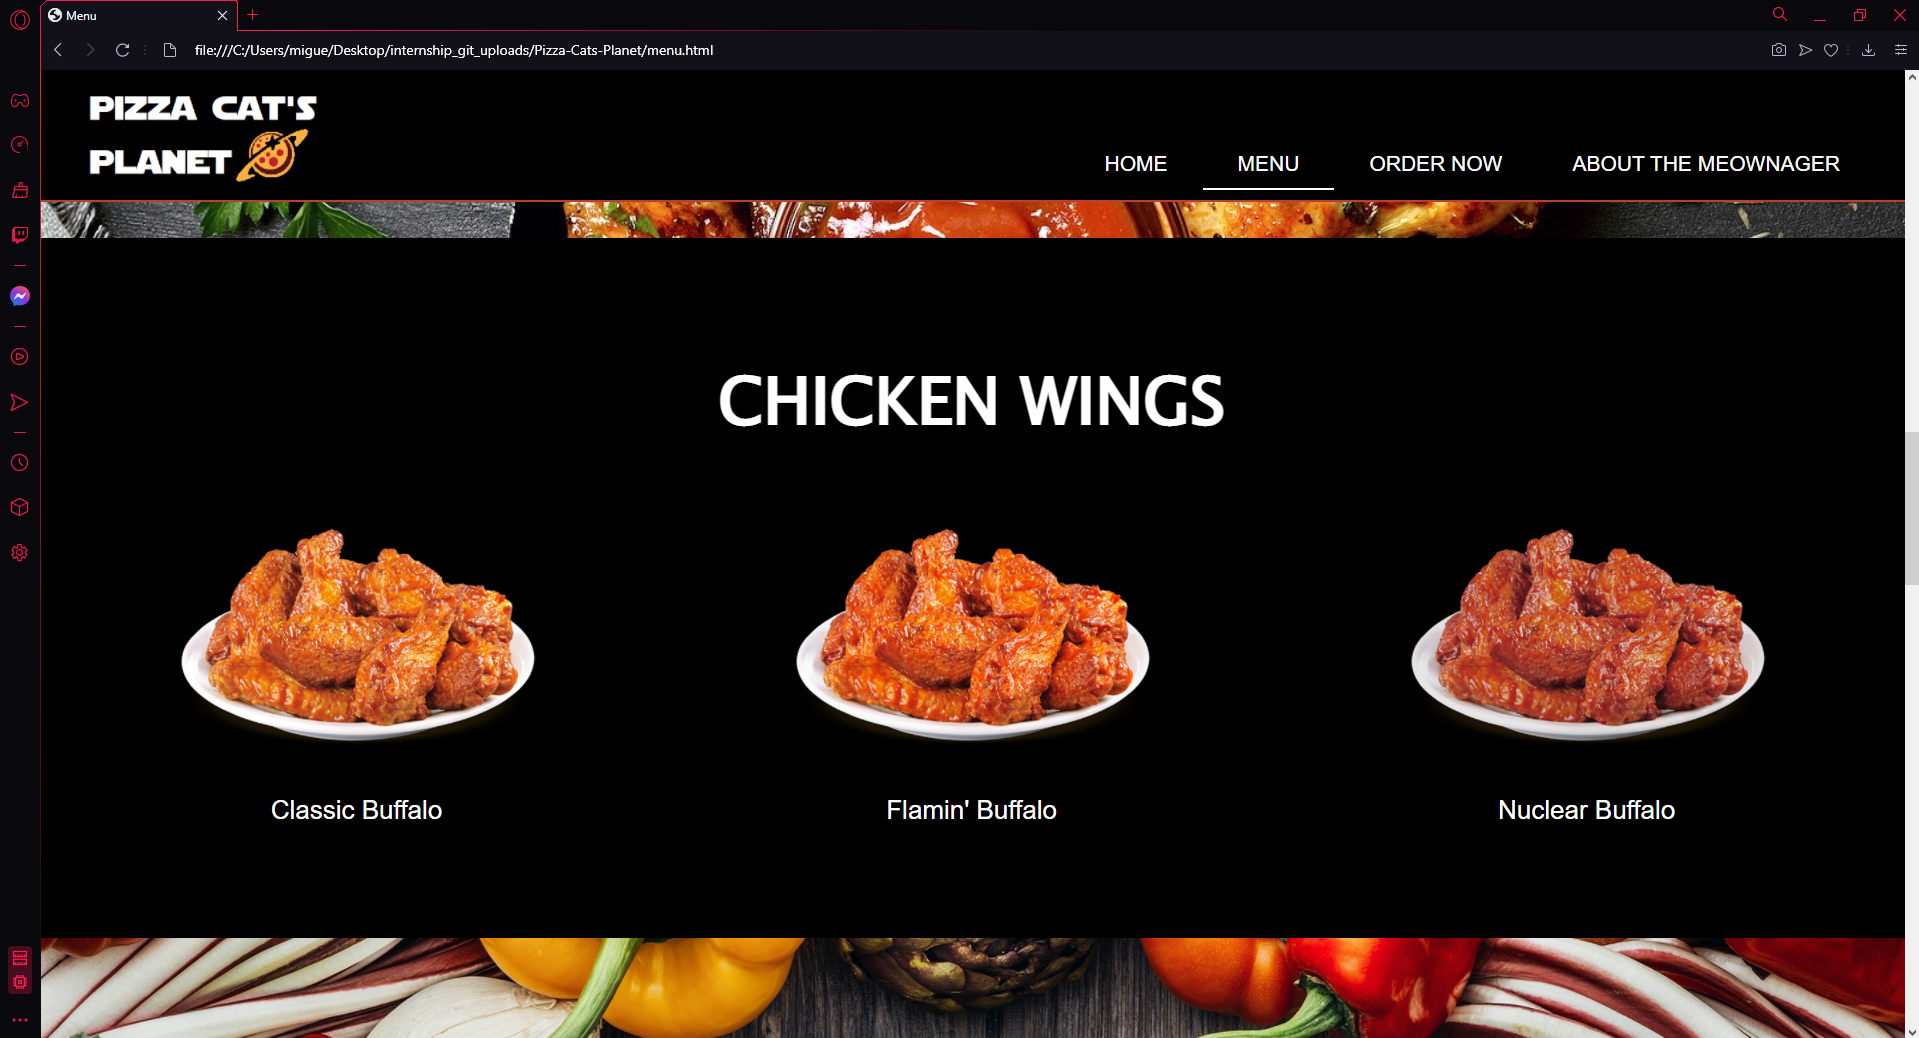 Menu
file:///C:/Users/migue/Desktop/internship_git_uploads/Pizza-Cats-Planet/menu.html
PIZZA CAT'S
PLANET
HOME MENU ORDER NOW ABOUT THE MEOWNAGER
CHICKEN WINGS
Classic Buffalo Flamin' Buffalo Nuclear Buffalo